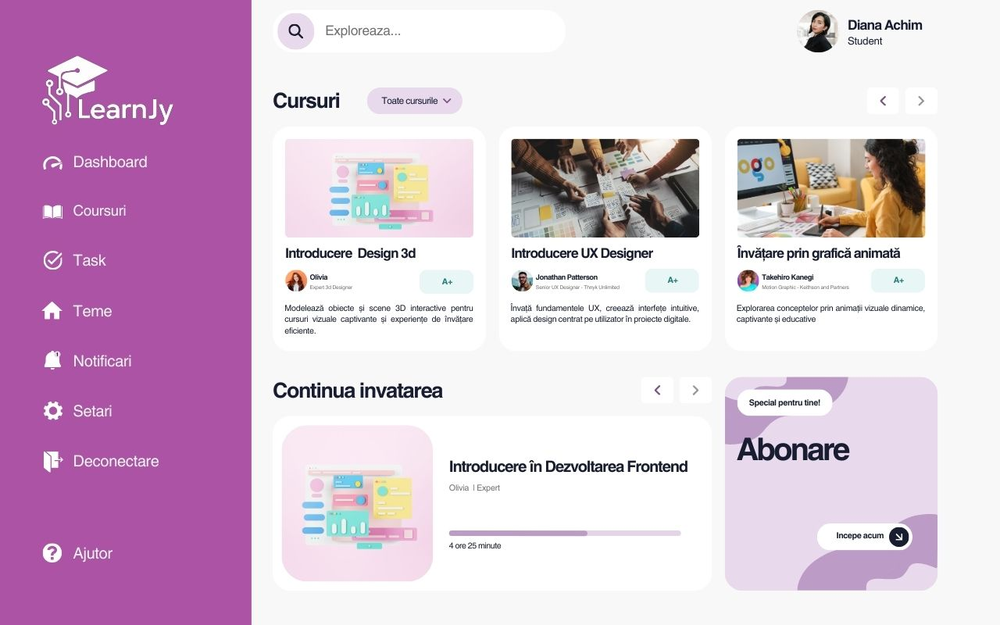 LearnJy
Dashboard
Coursuri
Task
Teme
1
Notificari
Setari
Deconectare
Ajutor
Exploreaza...
Diana Achim
Student
Cursuri
Toate cursurile
Introducere Design 3d
Olivia
Expert 3d Designer
A+
Modelează obiecte și scene 3D interactive pentru
cursuri vizuale captivante și experiențe de învățare
eficiente.
Introducere UX Designer
Jonathan Patterson
Senior UX Designer - Thnyk Unlimited
A+
Învață fundamentele UX, creează interfețe intuitive,
aplică design centrat pe utilizator în proiecte digitale.
ogo
Învățare prin grafică animată
Takehiro Kanegi
Motion Graphic - Keithson and Partners
A+
Explorarea conceptelor prin animații vizuale dinamice,
captivante și educative
Continua invatarea
Introducere în Dezvoltarea Frontend
Olivia | Expert
4 ore 25 minute
Special pentru tine!
Abonare
Incepe acum